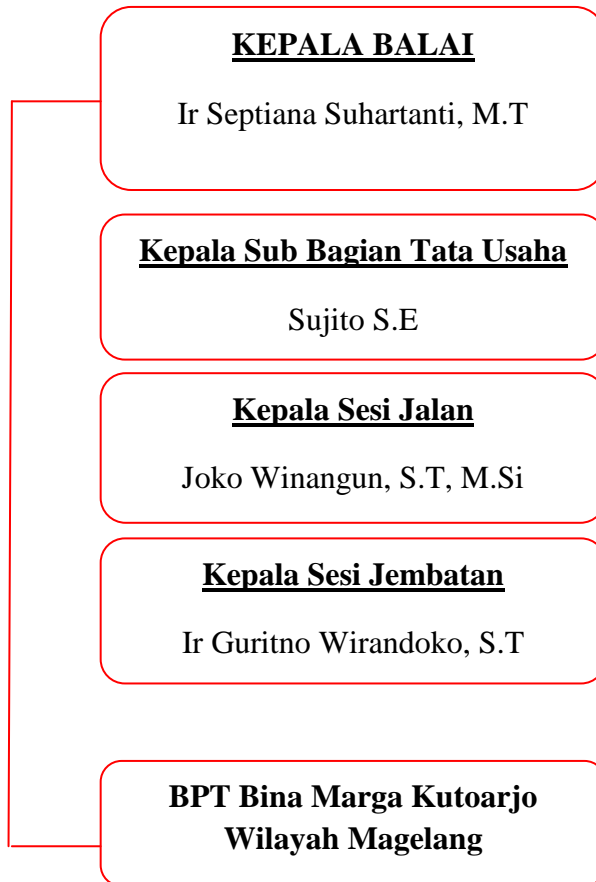 KEPALA BALAI
Ir Septiana Suhartanti, M.T
Kepala Sub Bagian Tata Usaha
Sujito S.E
Kepala Sesi Jalan
Joko Winangun, S.T, M.Si
Kepala Sesi Jembatan
Ir Guritno Wirandoko, S.T
BPT Bina Marga Kutoarjo
Wilayah Magelang